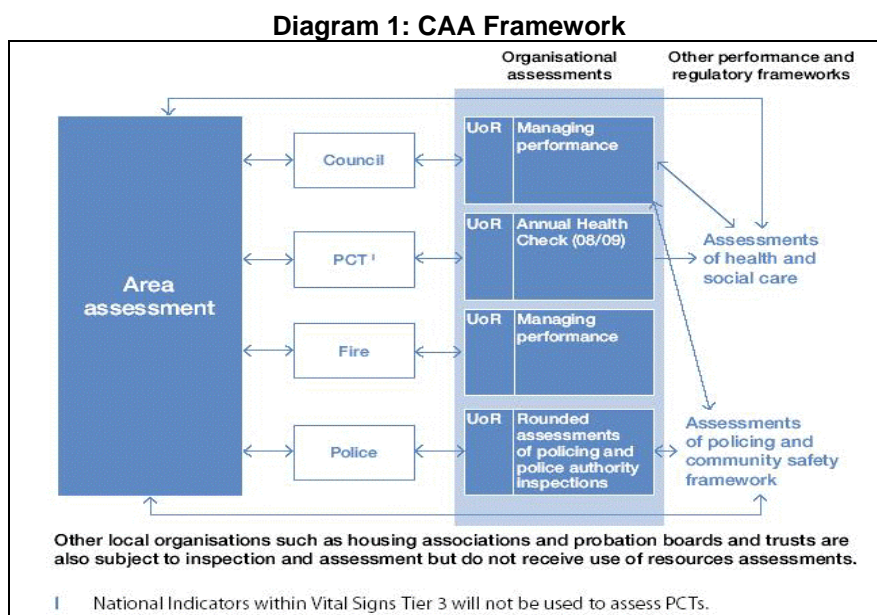 Diagram 1: CAA Framework
Organisational
assessments
Other performance and
regulatory frameworks
Area
assessment
Council
UoR
Managing
performance
PCT I
UoR
Annual Health
Check (08/09)
Assessments
of health and
social care
Fire
UoR
Managing
performance
Police
UoR
Rounded
assessments
of policing and
police authority
inspections
Assessments
of policing and
community safety
framework
Other local organisations such as housing associations and probation boards and trusts are
also subject to inspection and assessment but do not receive use of resources assessments.
I National Indicators within Vital Signs Tier 3 will not be used to assess PCTs.